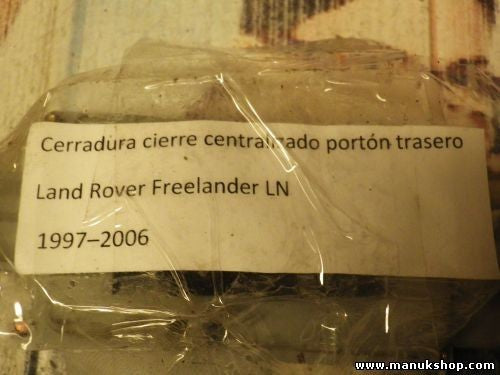 Cerradura cierre centralizado portón trasero
Land Rover Freelander LN
1997–2006
www.manukshop.com